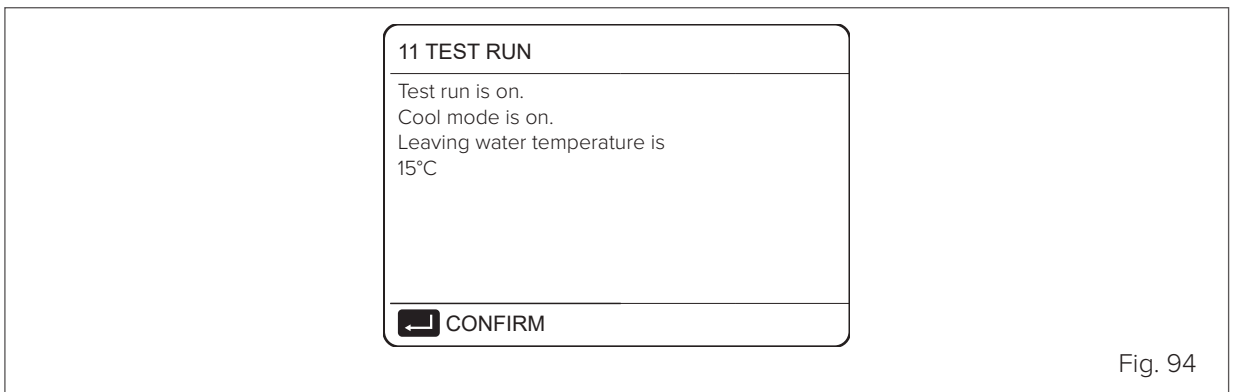 11 TEST RUN
Test run is on.
Cool mode is on.
Leaving water temperature is
15°C
CONFIRM
Fig. 94